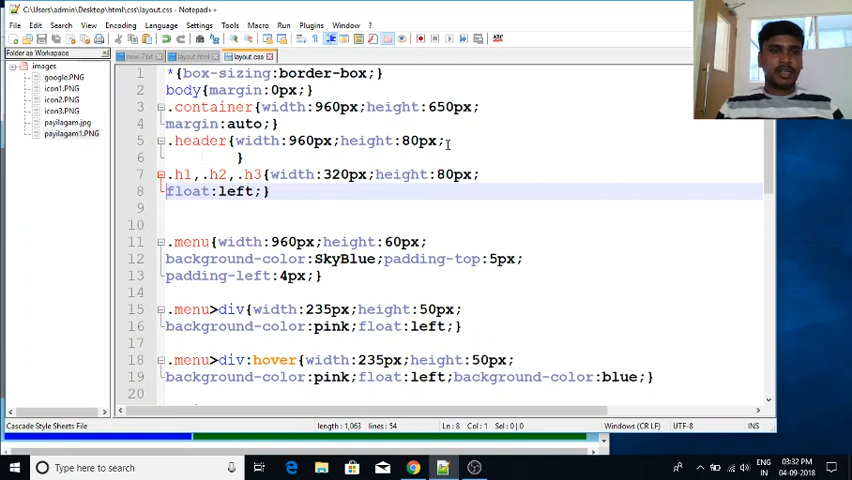 C:\Users\admin\Desktop\html\css\layout.css - Notepad++
File Edit Search View Encoding Language Settings Tools Macro Run Plugins Window ?
Folder as Workspace
new 7.txt layout.html layout.css
images
google.PNG
icon1.PNG
icon2.PNG
icon3.PNG
payilagam.jpg
payilagam1.PNG
1 *{box-sizing:border-box;}
2 body{margin:0px;}
3 .container{width:960px;height:650px;
4 margin:auto;}
5 .header{width:960px;height:80px;
6 }
7 .h1,.h2,.h3{width:320px;height:80px;
8 float:left;}
9
10
11 .menu{width:960px;height:60px;
12 background-color:SkyBlue;padding-top:5px;
13 padding-left:4px;}
14
15 .menu>div{width:235px;height:50px;
16 background-color:pink;float:left;}
17
18 .menu>div:hover{width:235px;height:50px;
19 background-color:pink;float:left;background-color:blue;}
20
Cascade Style Sheets File length : 1,063 lines : 54 Ln : 8 Col : 1 Sel : 0 | 0 Windows (CR LF) UTF-8 INS
Type here to search
ENG
IN
03:32 PM
04-09-2018